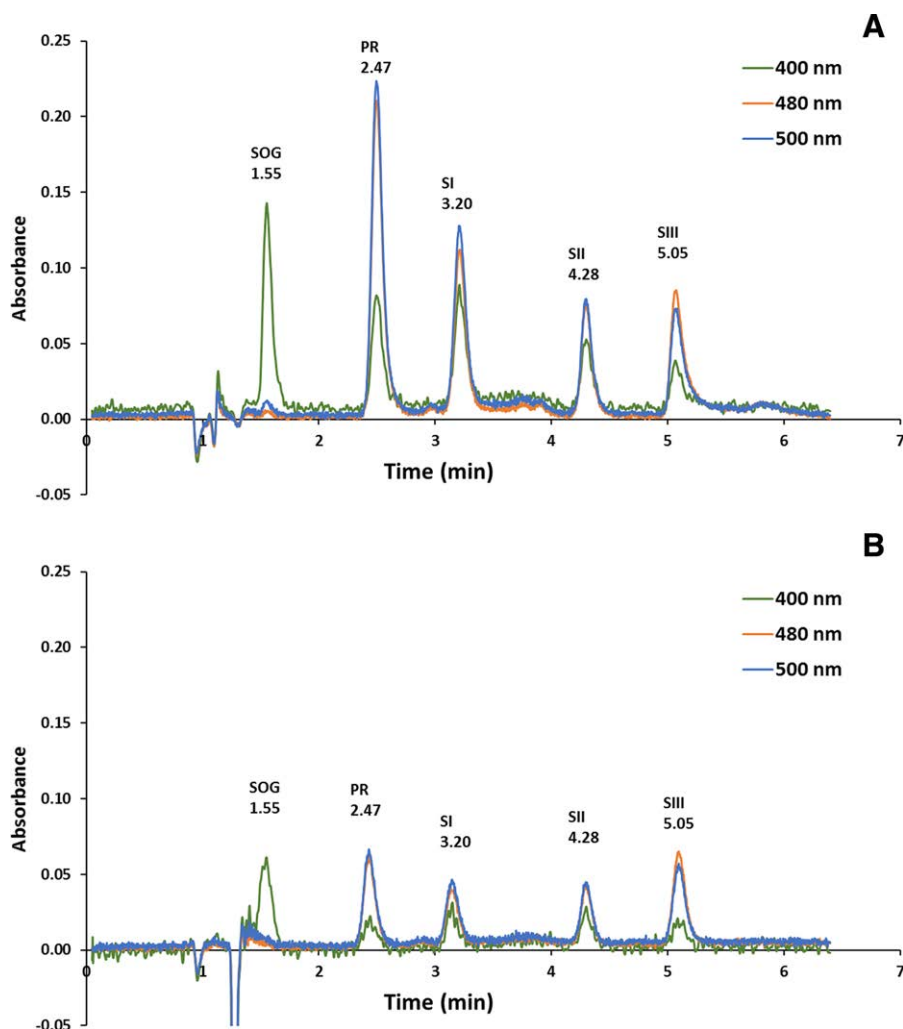 A
0.25
0.20
0.15
0.10
0.05
0.00
-0.05
Absorbance
PR
2.47
SOG
1.55
SI
3.20
SII
4.28
SIII
5.05
400 nm
480 nm
500 nm
0 1 2 3 4 5 6 7
Time (min)
B
0.25
0.20
0.15
0.10
0.05
0.00
-0.05
Absorbance
SOG
1.55
PR
2.47
SI
3.20
SII
4.28
SIII
5.05
400 nm
480 nm
500 nm
0 1 2 3 4 5 6 7
Time (min)